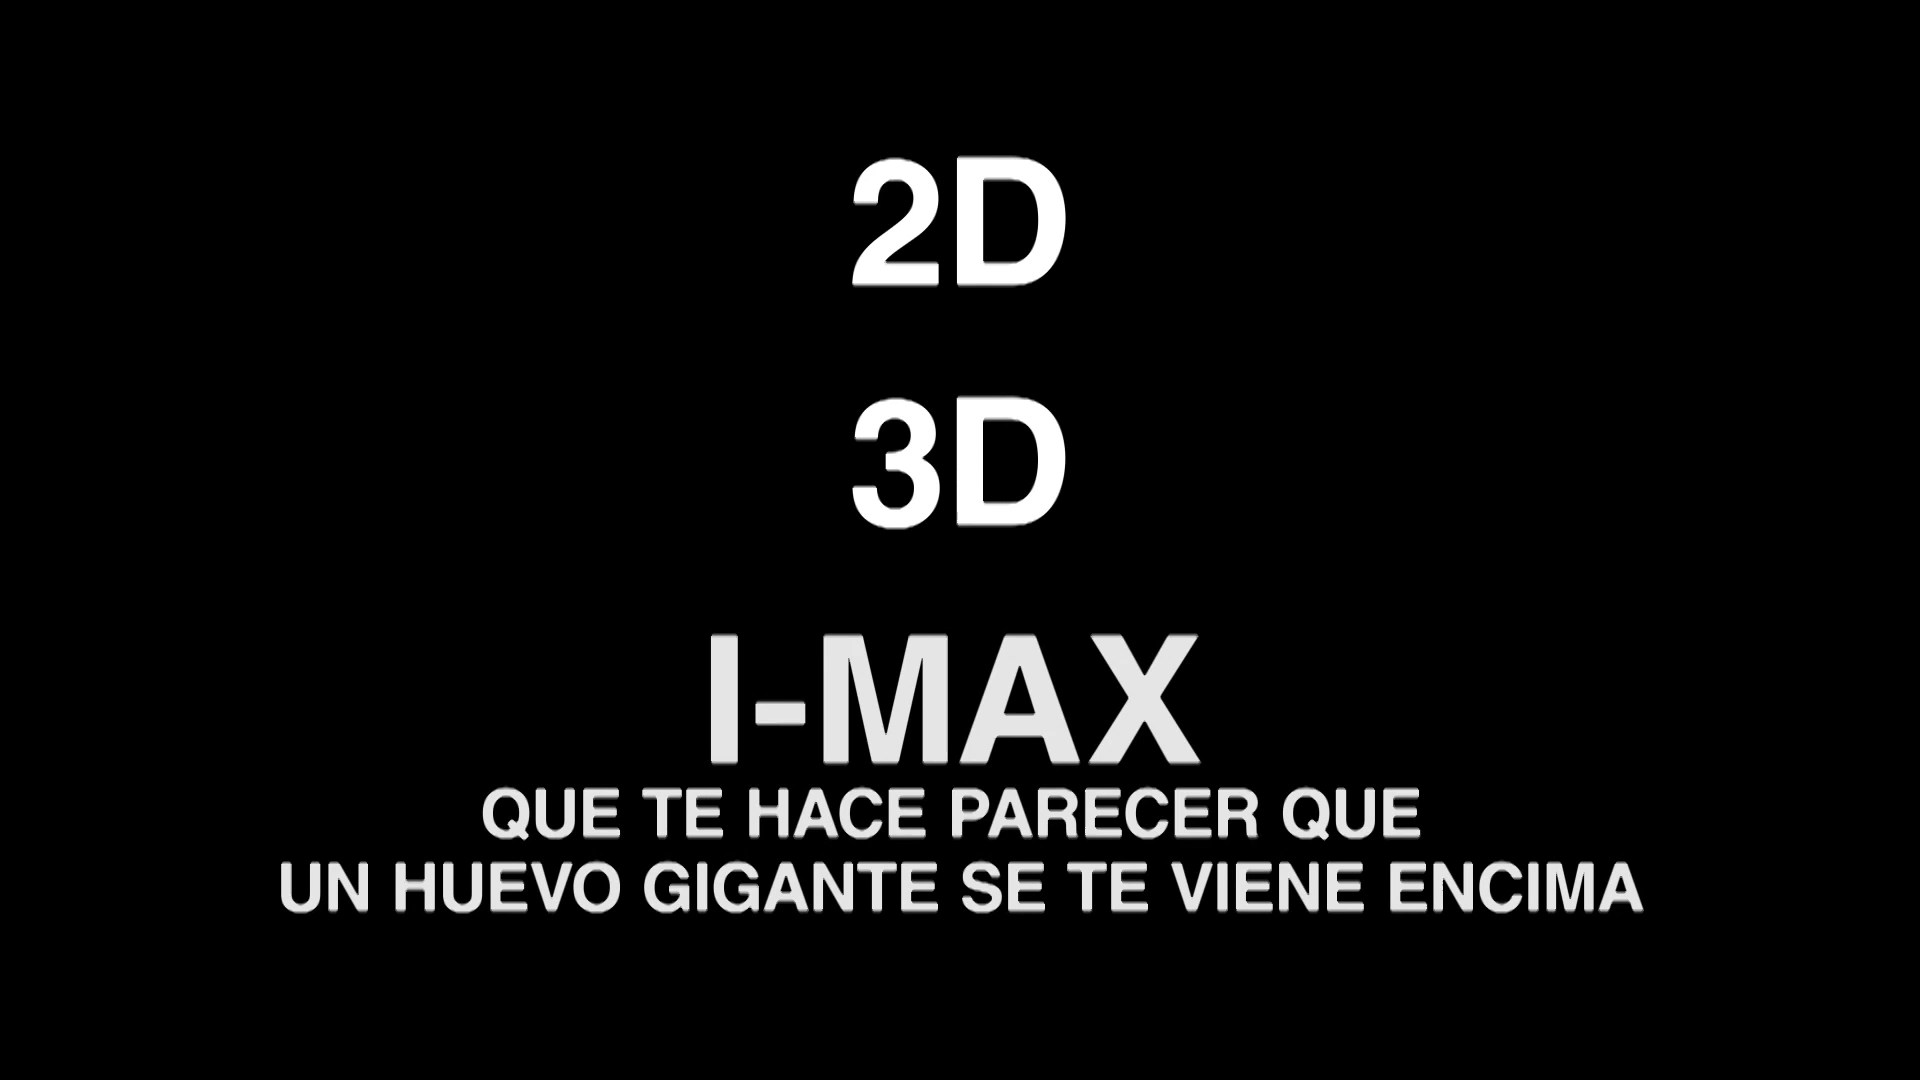 2D
3D
I-MAX
QUE TE HACE PARECER QUE
UN HUEVO GIGANTE SE TE VIENE ENCIMA